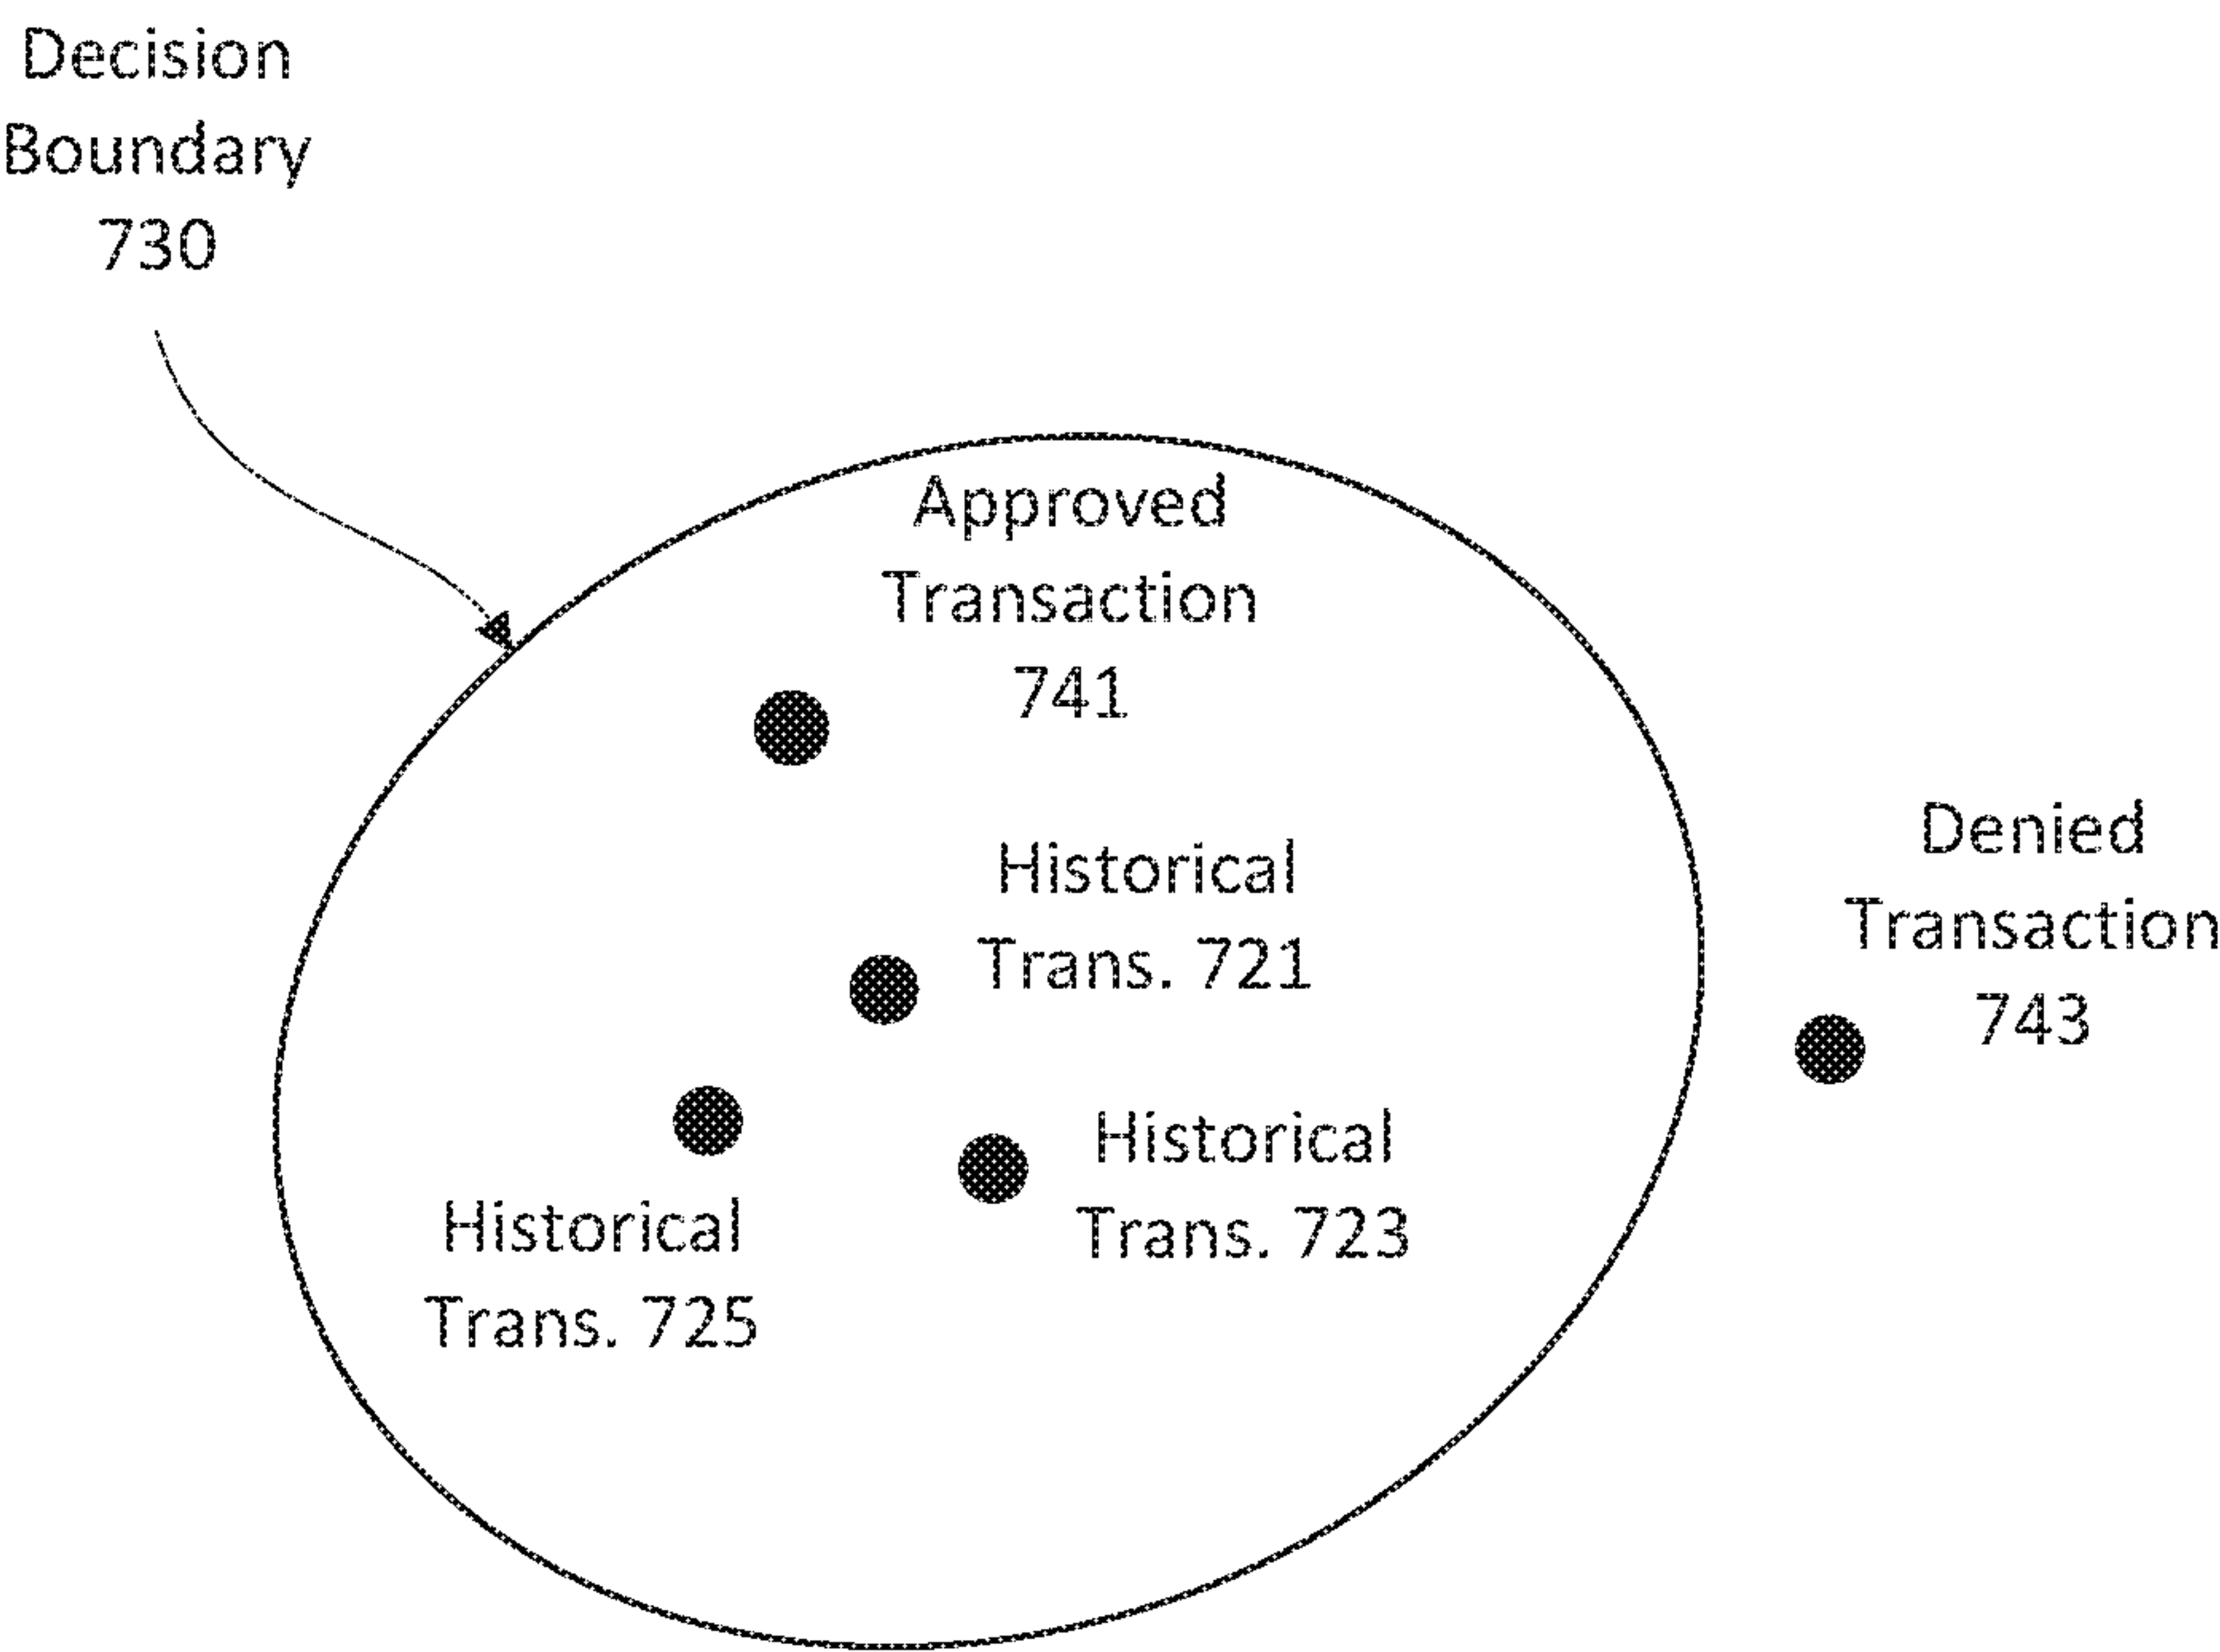 Decision
Boundary
730
Approved
Transaction
741
Historical
Trans. 721
Denied
Transaction
743
Historical
Trans. 723
Historical
Trans. 725